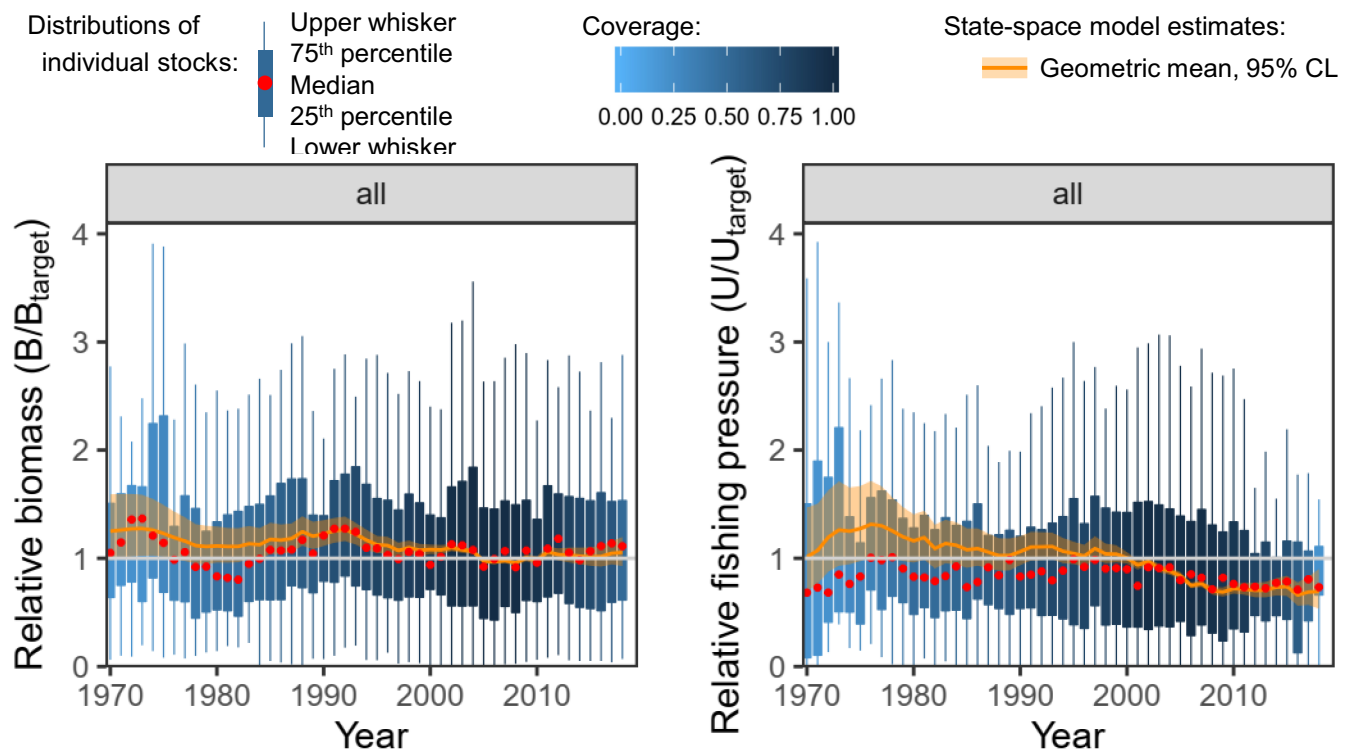 Distributions of
individual stocks:
Upper whisker
75th percentile
Median
25th percentile
Lower whisker
Coverage:
0.00 0.25 0.50 0.75 1.00
State-space model estimates:
Geometric mean, 95% CL
all
Relative biomass (B/Btarget)
4
3
2
1
0
1970 1980 1990 2000 2010
Year
all
Relative fishing pressure (U/Utarget)
4
3
2
1
0
1970 1980 1990 2000 2010
Year